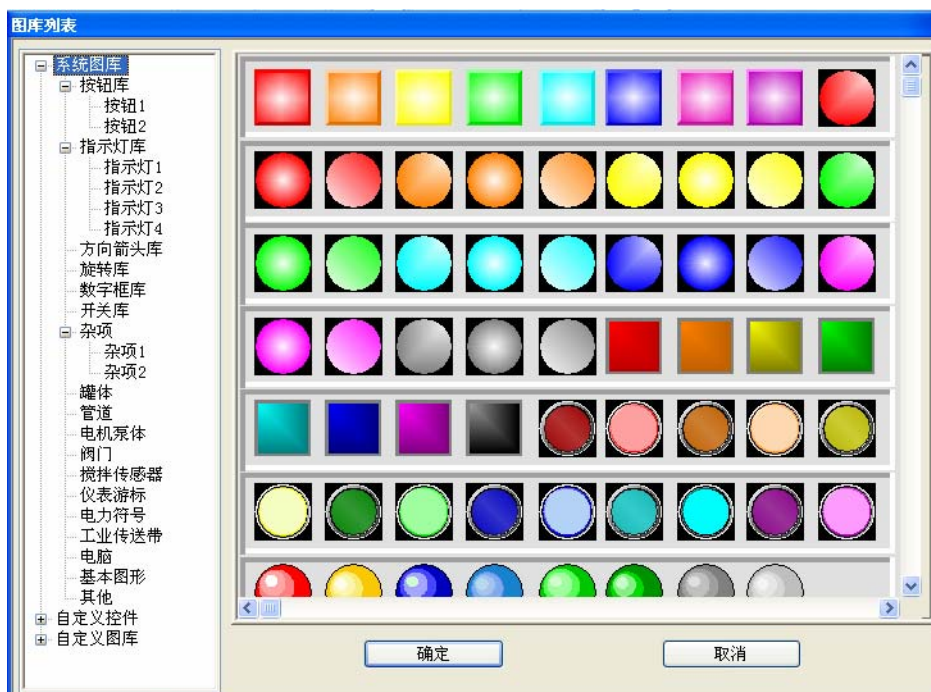 图库列表
系统图库
按钮库
按钮1
按钮2
指示灯库
指示灯1
指示灯2
指示灯3
指示灯4
方向箭头库
旋转库
数字框库
开关库
杂项
杂项1
杂项2
罐体
管道
电机泵体
阀门
搅拌传感器
仪表游标
电力符号
工业传送带
电脑
基本图形
其他
自定义控件
自定义图库
确定
取消